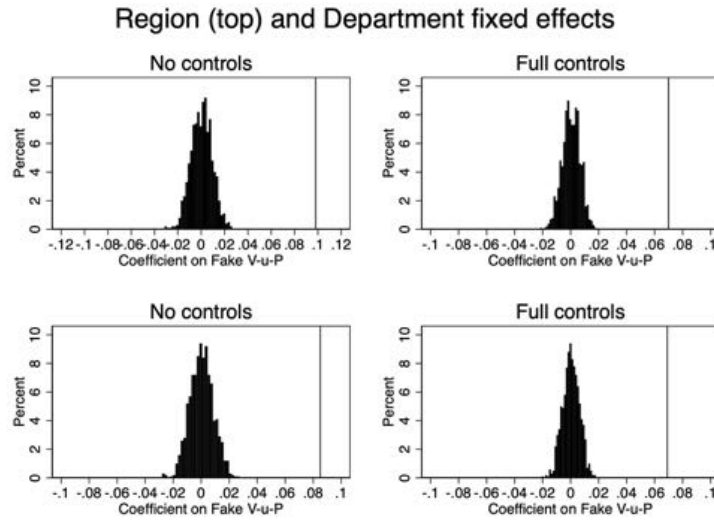 Region (top) and Department fixed effects
No controls
Percent
0 2 4 6 8 10
-.12 -.1 -.08 -.06 -.04 -.02 0 .02 .04 .06 .08 .1 .12
Coefficient on Fake V-u-P
Full controls
Percent
0 2 4 6 8 10
-.1 -.08 -.06 -.04 -.02 0 .02 .04 .06 .08 .1
Coefficient on Fake V-u-P
No controls
Percent
0 2 4 6 8 10
-.1 -.08 -.06 -.04 -.02 0 .02 .04 .06 .08 .1
Coefficient on Fake V-u-P
Full controls
Percent
0 2 4 6 8 10
-.1 -.08 -.06 -.04 -.02 0 .02 .04 .06 .08 .1
Coefficient on Fake V-u-P